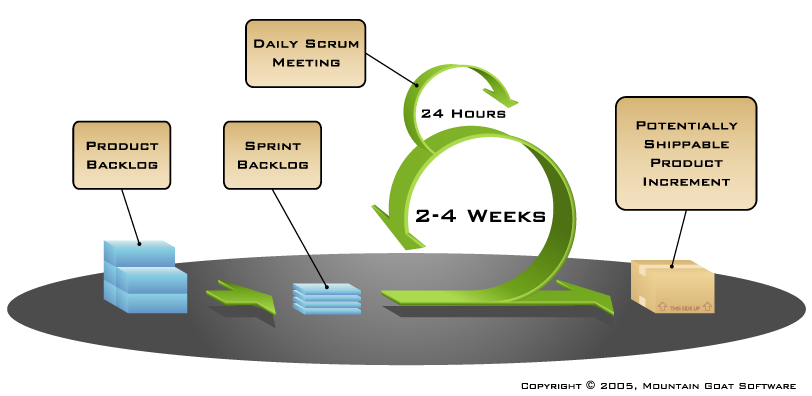 Daily Scrum
Meeting
24 Hours
Product
Backlog
Sprint
Backlog
Potentially
Shippable
Product
Increment
2-4 Weeks
THIS SIDE UP
Copyright © 2005, Mountain Goat Software